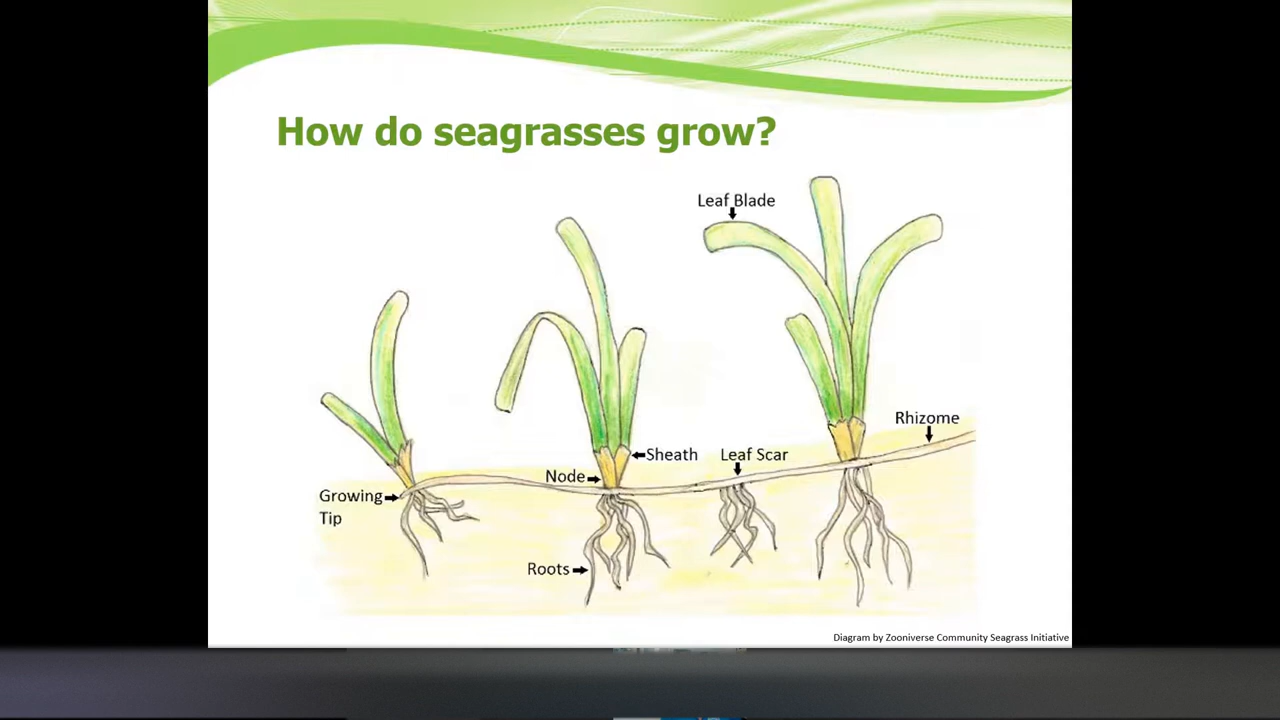 How do seagrasses grow?
Leaf Blade
Rhizome
Sheath
Leaf Scar
Node
Growing
Tip
Roots
Diagram by Zooniverse Community Seagrass Initiative